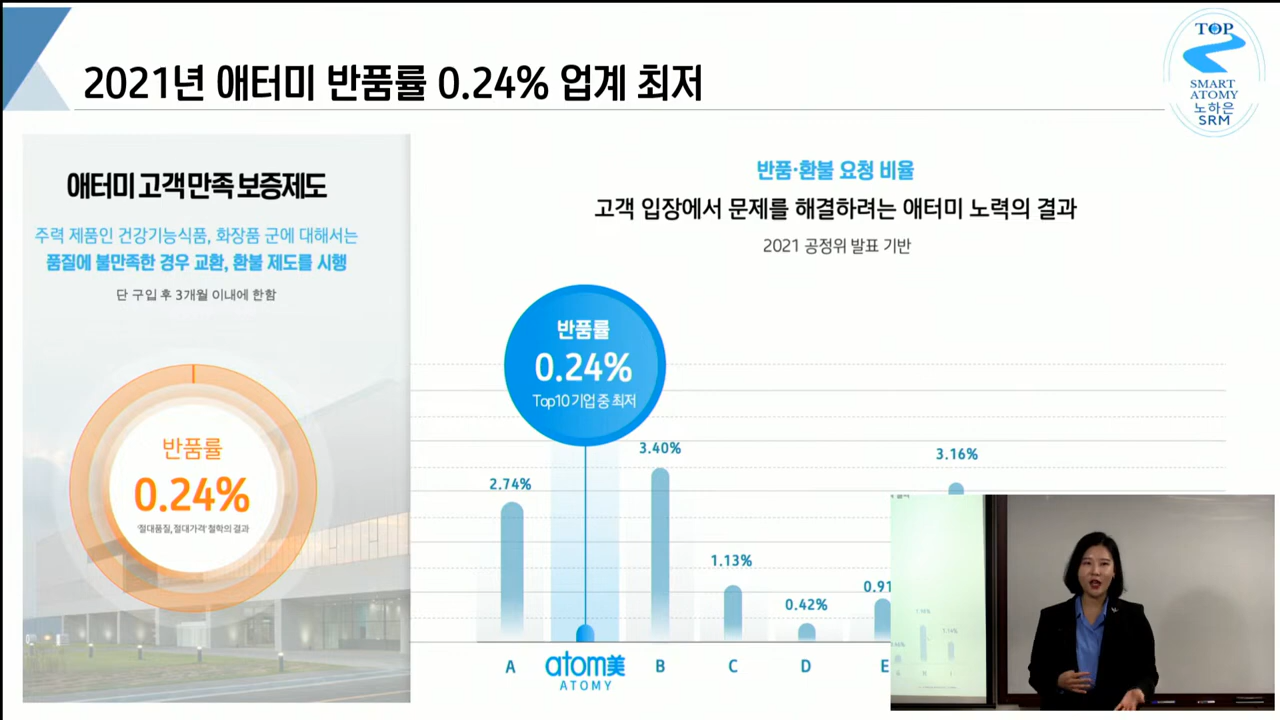 2021년 애터미 반품률 0.24% 업계 최저
TOP
SMART
ATOMY
노하은
SRM
애터미 고객 만족 보증제도
주력 제품인 건강기능식품, 화장품 군에 대해서는
품질에 불만족한 경우 교환, 환불 제도를 시행
단 구입 후 3개월 이내에 한함
반품률
0.24%
'절대품질, 절대가격' 철학의 결과
반품·환불 요청 비율
고객 입장에서 문제를 해결하려는 애터미 노력의 결과
2021 공정위 발표 기반
반품률
0.24%
Top10 기업 중 최저
2.74%
3.40%
1.13%
0.42%
0.91
3.16%
A
atom美
ATOMY
B
C
D
E